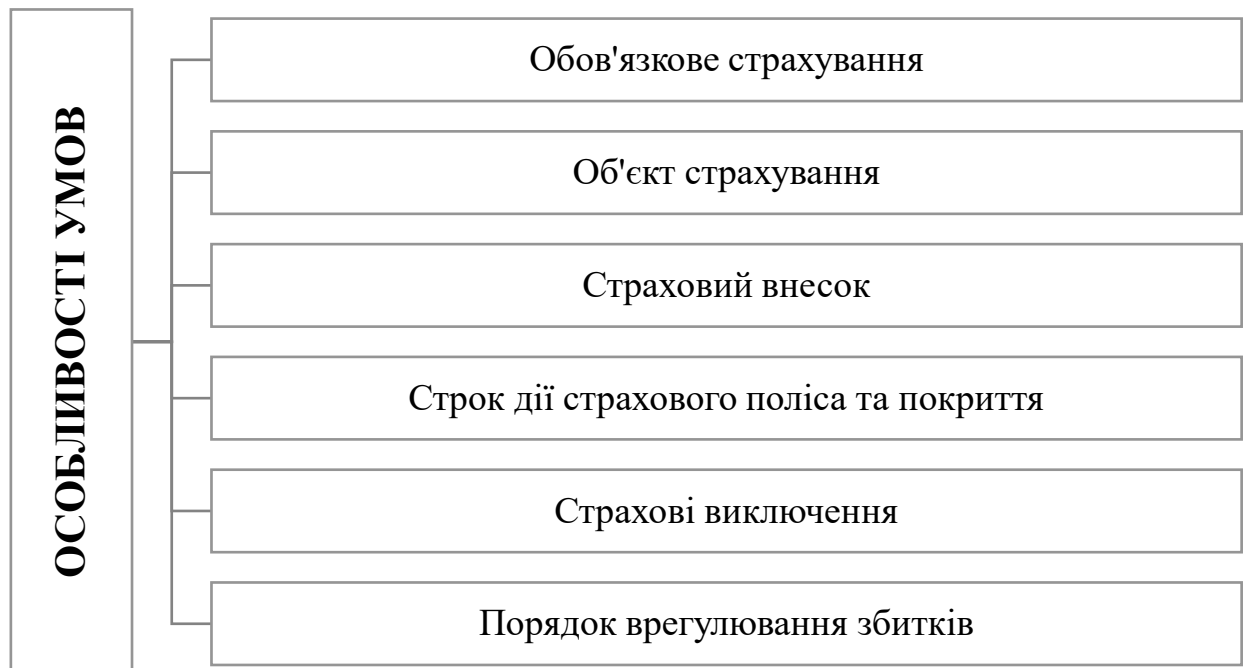 ОСОБЛИВОСТІ УМОВ
Обов'язкове страхування
Об'єкт страхування
Страховий внесок
Строк дії страхового поліса та покриття
Страхові виключення
Порядок врегулювання збитків